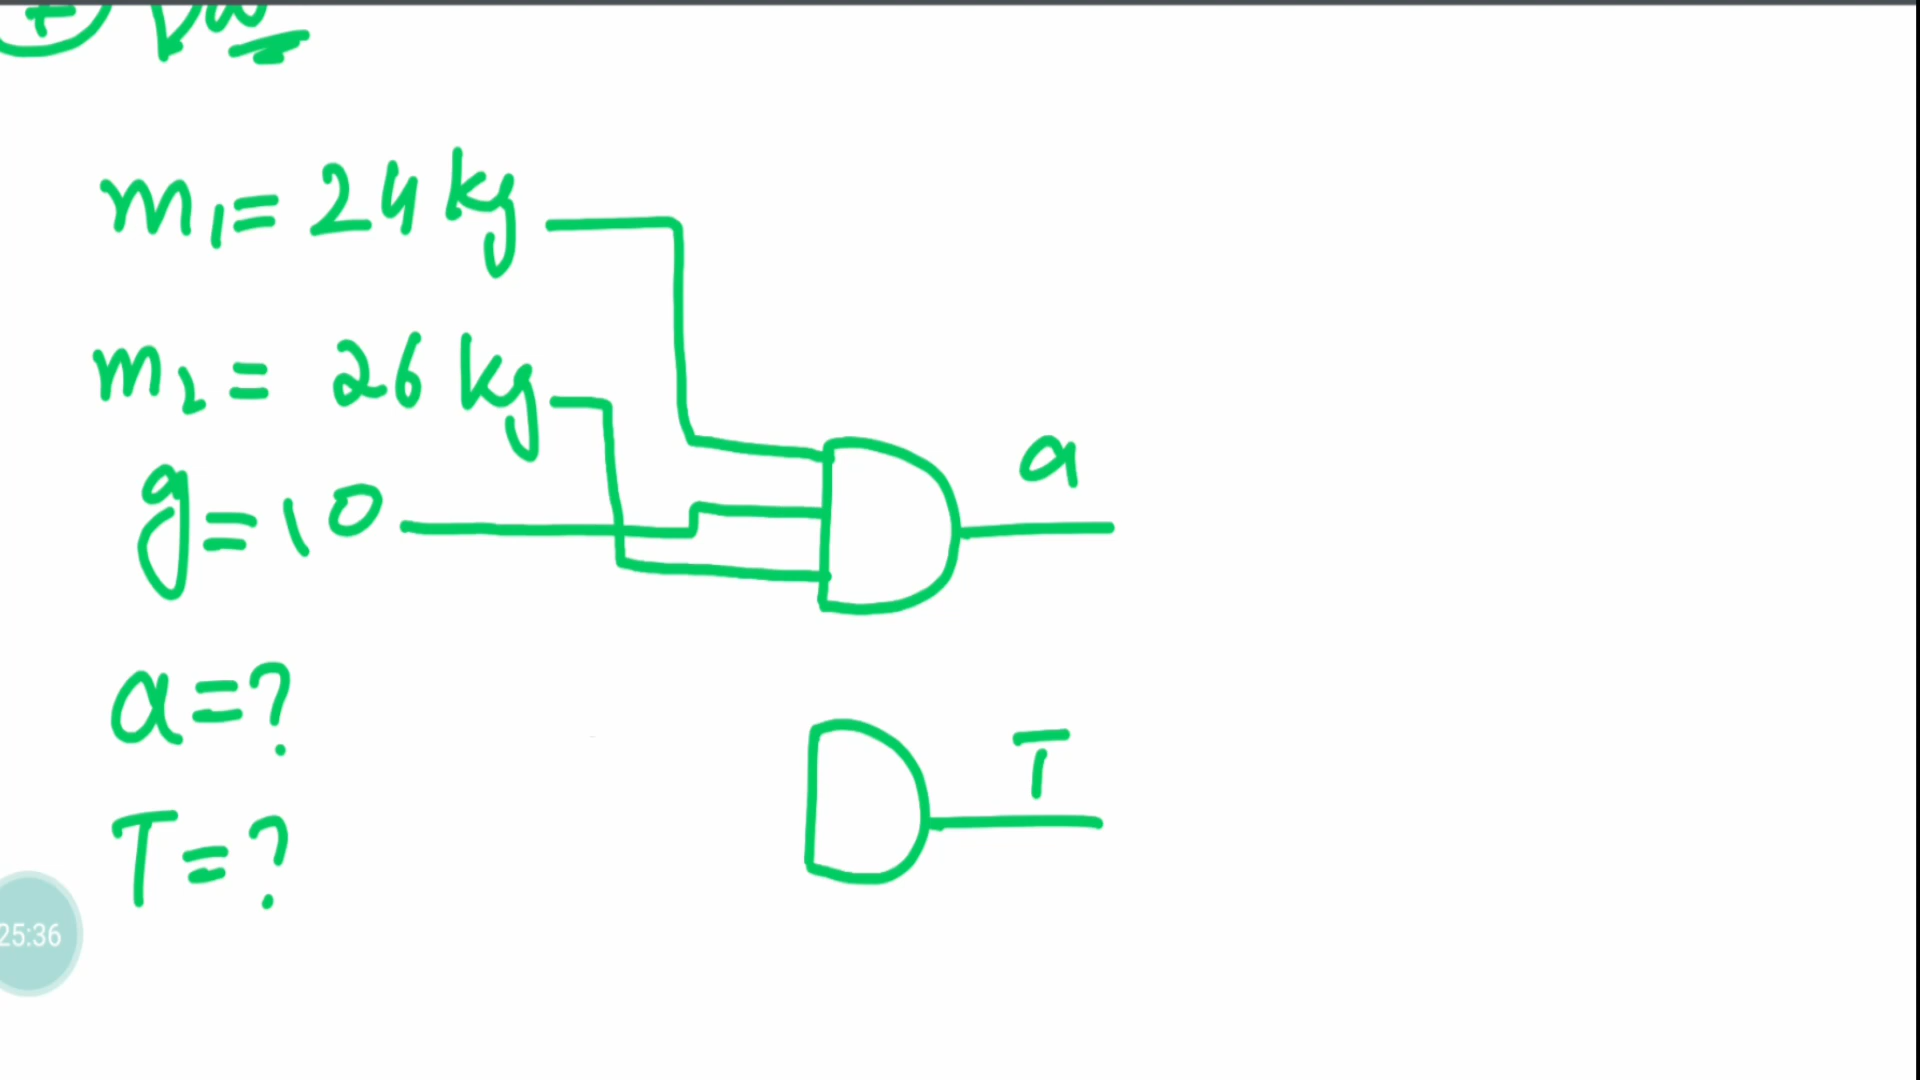 m₁ = 24 kg
m₂ = 26 kg
g = 10
a
a = ?
T
T = ?
25:36